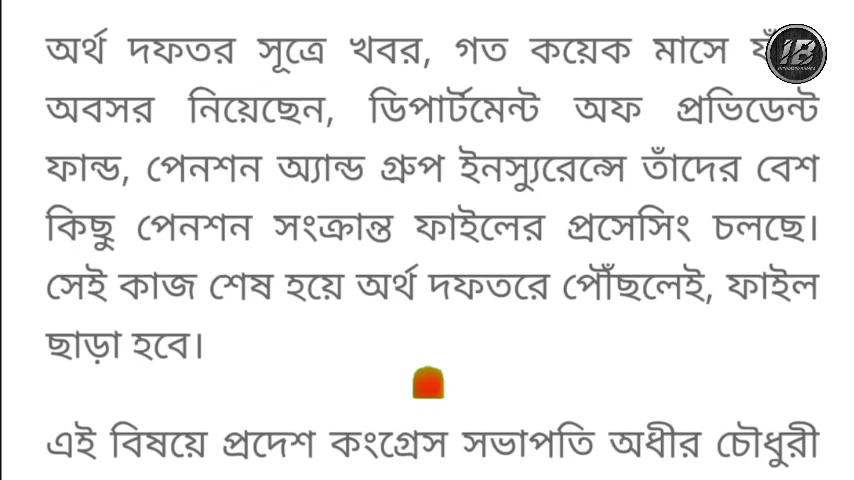 অর্থ দফতর সূত্রে খবর, গত কয়েক মাসে
অবসর নিয়েছেন, ডিপার্টমেন্ট অফ প্রভিডেন্ট
ফান্ড, পেনশন অ্যান্ড গ্রুপ ইনস্যুরেন্সে তাঁদের বেশ
কিছু পেনশন সংক্রান্ত ফাইলের প্রসেসিং চলছে।
সেই কাজ শেষ হয়ে অর্থ দফতরে পৌঁছলেই, ফাইল
ছাড়া হবে।
এই বিষয়ে প্রদেশ কংগ্রেস সভাপতি অধীর চৌধুরী
IB